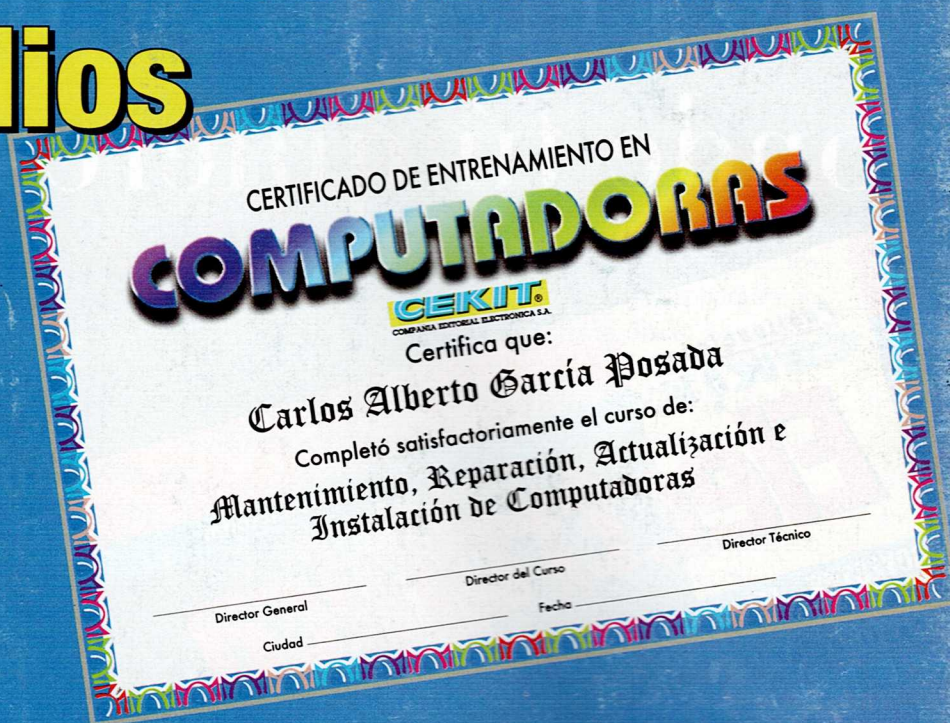 lios
CERTIFICADO DE ENTRENAMIENTO EN
COMPUTADORAS
CEKIT®
COMPAÑIA EDITORIAL ELECTRONICA S.A.
Certifica que:
Carlos Alberto García Posada
Completó satisfactoriamente el curso de:
Mantenimiento, Reparación, Actualización e
Instalación de Computadoras
Director General
Director del Curso
Director Técnico
Ciudad
Fecha